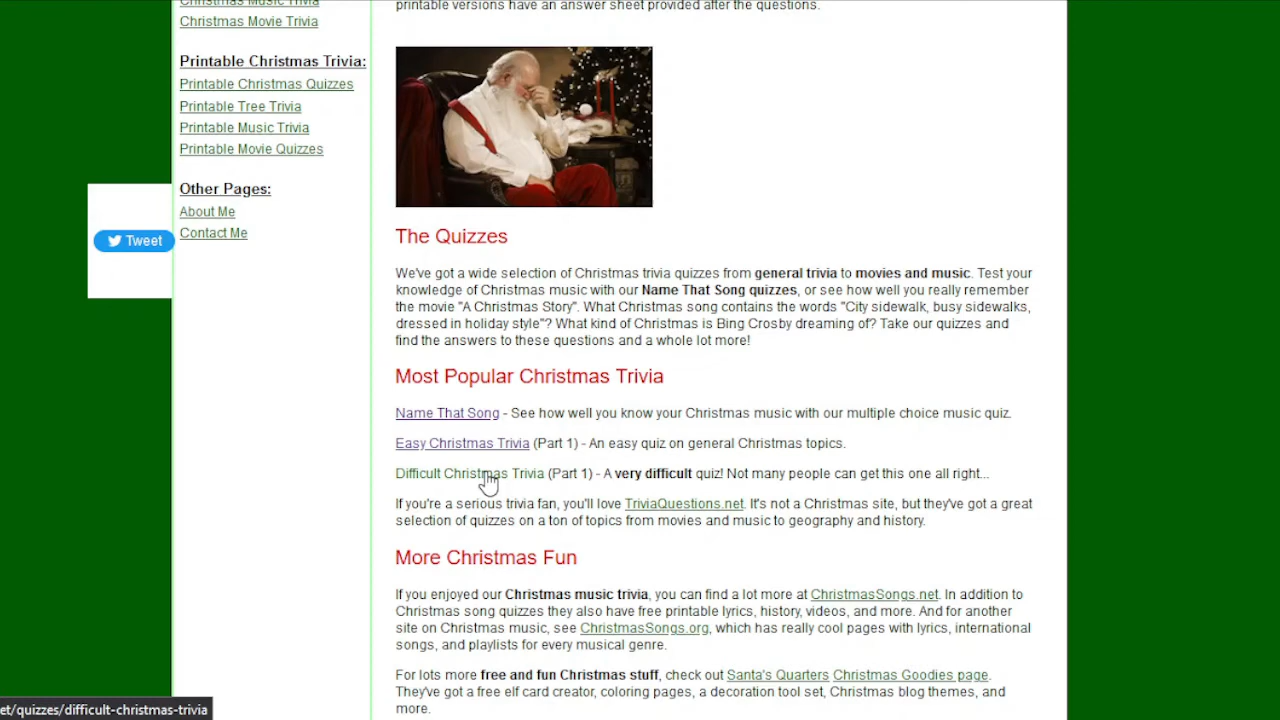 Christmas Music Trivia
Christmas Movie Trivia
Printable Christmas Trivia:
Printable Christmas Quizzes
Printable Tree Trivia
Printable Music Trivia
Printable Movie Quizzes
Other Pages:
About Me
Contact Me
Tweet
printable versions have an answer sheet provided after the questions.
The Quizzes
We've got a wide selection of Christmas trivia quizzes from general trivia to movies and music. Test your
knowledge of Christmas music with our Name That Song quizzes, or see how well you really remember
the movie "A Christmas Story". What Christmas song contains the words "City sidewalk, busy sidewalks,
dressed in holiday style"? What kind of Christmas is Bing Crosby dreaming of? Take our quizzes and
find the answers to these questions and a whole lot more!
Most Popular Christmas Trivia
Name That Song - See how well you know your Christmas music with our multiple choice music quiz.
Easy Christmas Trivia (Part 1) - An easy quiz on general Christmas topics.
Difficult Christmas Trivia (Part 1) - A very difficult quiz! Not many people can get this one all right...
If you're a serious trivia fan, you'll love TriviaQuestions.net. It's not a Christmas site, but they've got a great
selection of quizzes on a ton of topics from movies and music to geography and history.
More Christmas Fun
If you enjoyed our Christmas music trivia, you can find a lot more at ChristmasSongs.net. In addition to
Christmas song quizzes they also have free printable lyrics, history, videos, and more. And for another
site on Christmas music, see ChristmasSongs.org, which has really cool pages with lyrics, international
songs, and playlists for every musical genre.
For lots more free and fun Christmas stuff, check out Santa's Quarters Christmas Goodies page.
They've got a free elf card creator, coloring pages, a decoration tool set, Christmas blog themes, and
more.
et/quizzes/difficult-christmas-trivia